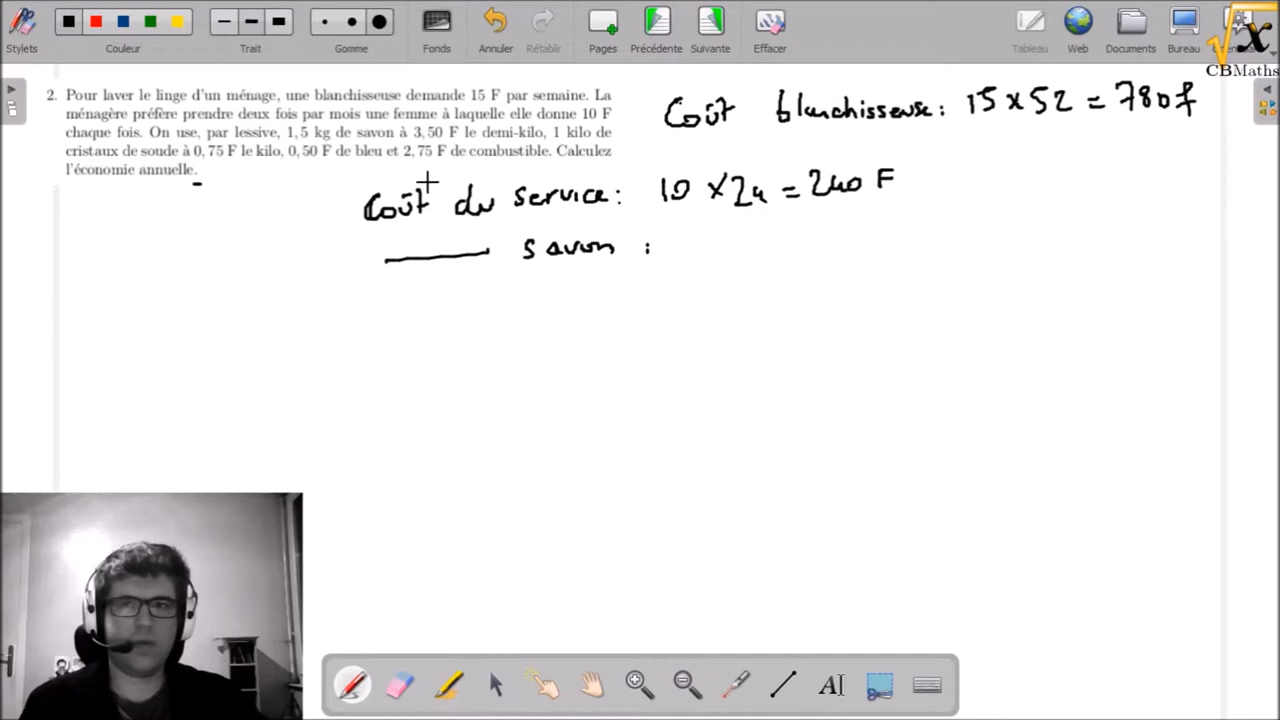 Stylets
Couleur
Trait
Gomme
Fonds
Annuler
Rétablir
Pages
Précédente
Suivante
Effacer
Tableau
Web
Documents
Bureau
CBMaths
2. Pour laver le linge d'un ménage, une blanchisseuse demande 15 F par semaine. La
ménagère préfère prendre deux fois par mois une femme à laquelle elle donne 10 F
chaque fois. On use, par lessive, 1, 5 kg de savon à 3, 50 F le demi-kilo, 1 kilo de
cristaux de soude à 0, 75 F le kilo, 0, 50 F de bleu et 2, 75 F de combustible. Calculez
l'économie annuelle.
Coût blanchisseuse : 15 × 52 = 780 f
Coût du service : 10 × 24 = 240 F
savon :